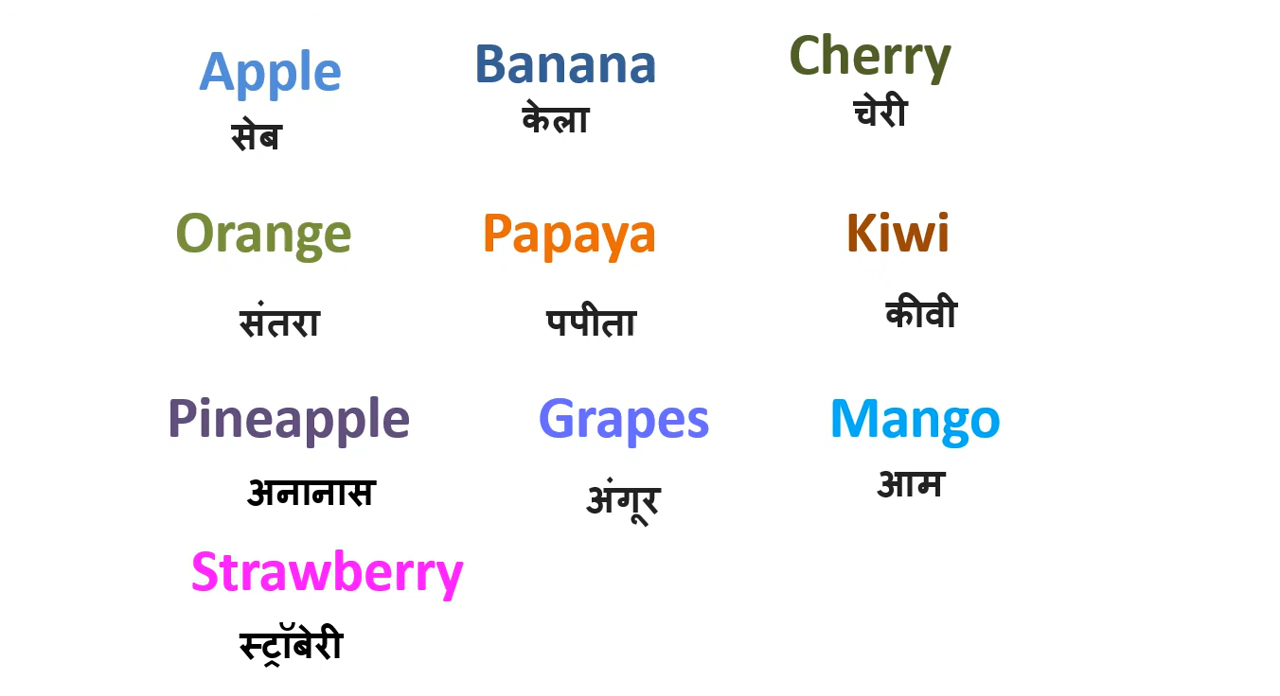 Apple Banana Cherry
सेब केला चेरी
Orange Papaya Kiwi
संतरा पपीता कीवी
Pineapple Grapes Mango
अनानास अंगूर आम
Strawberry
स्ट्रॉबेरी